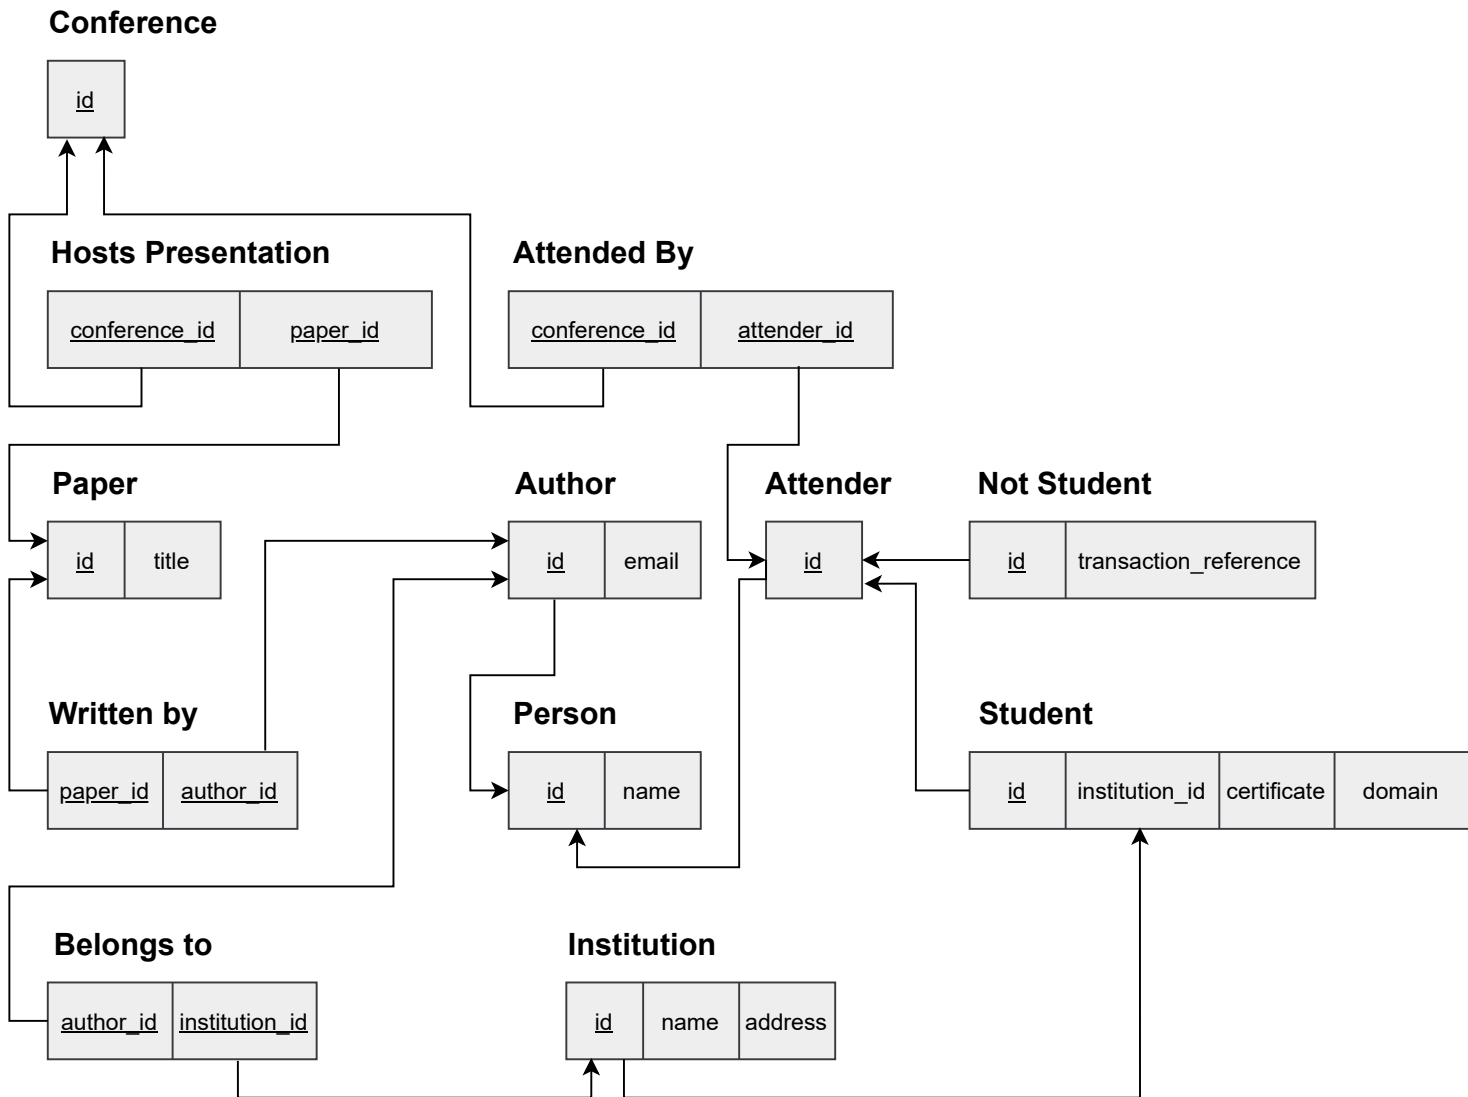 Conference
id
Hosts Presentation
Attended By
conference_id paper_id
conference_id attender_id
Paper
Author
Attender
Not Student
id title
id email
id
id transaction_reference
Written by
Person
Student
paper_id author_id
id name
id institution_id certificate domain
Belongs to
Institution
author_id institution_id
id name address